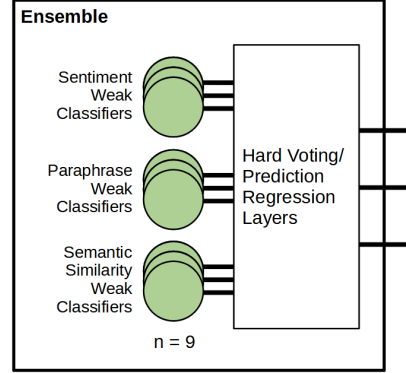 Ensemble
Sentiment
Weak
Classifiers
Paraphrase
Weak
Classifiers
Semantic
Similarity
Weak
Classifiers
n = 9
Hard Voting/
Prediction
Regression
Layers